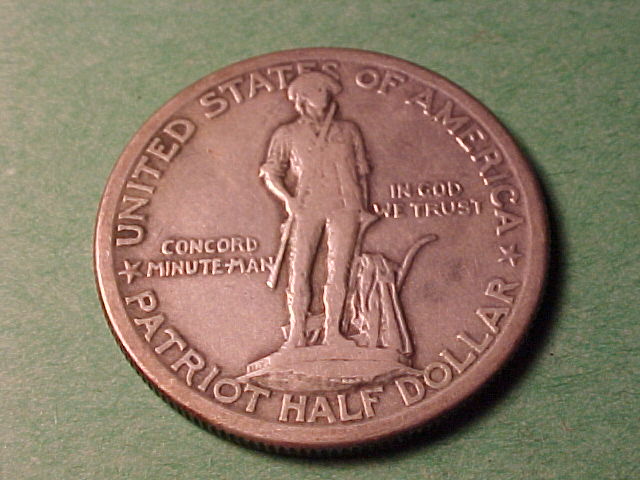 UNITED STATES OF AMERICA
IN GOD
WE TRUST
CONCORD
MINUTE-MAN
PATRIOT HALF DOLLAR